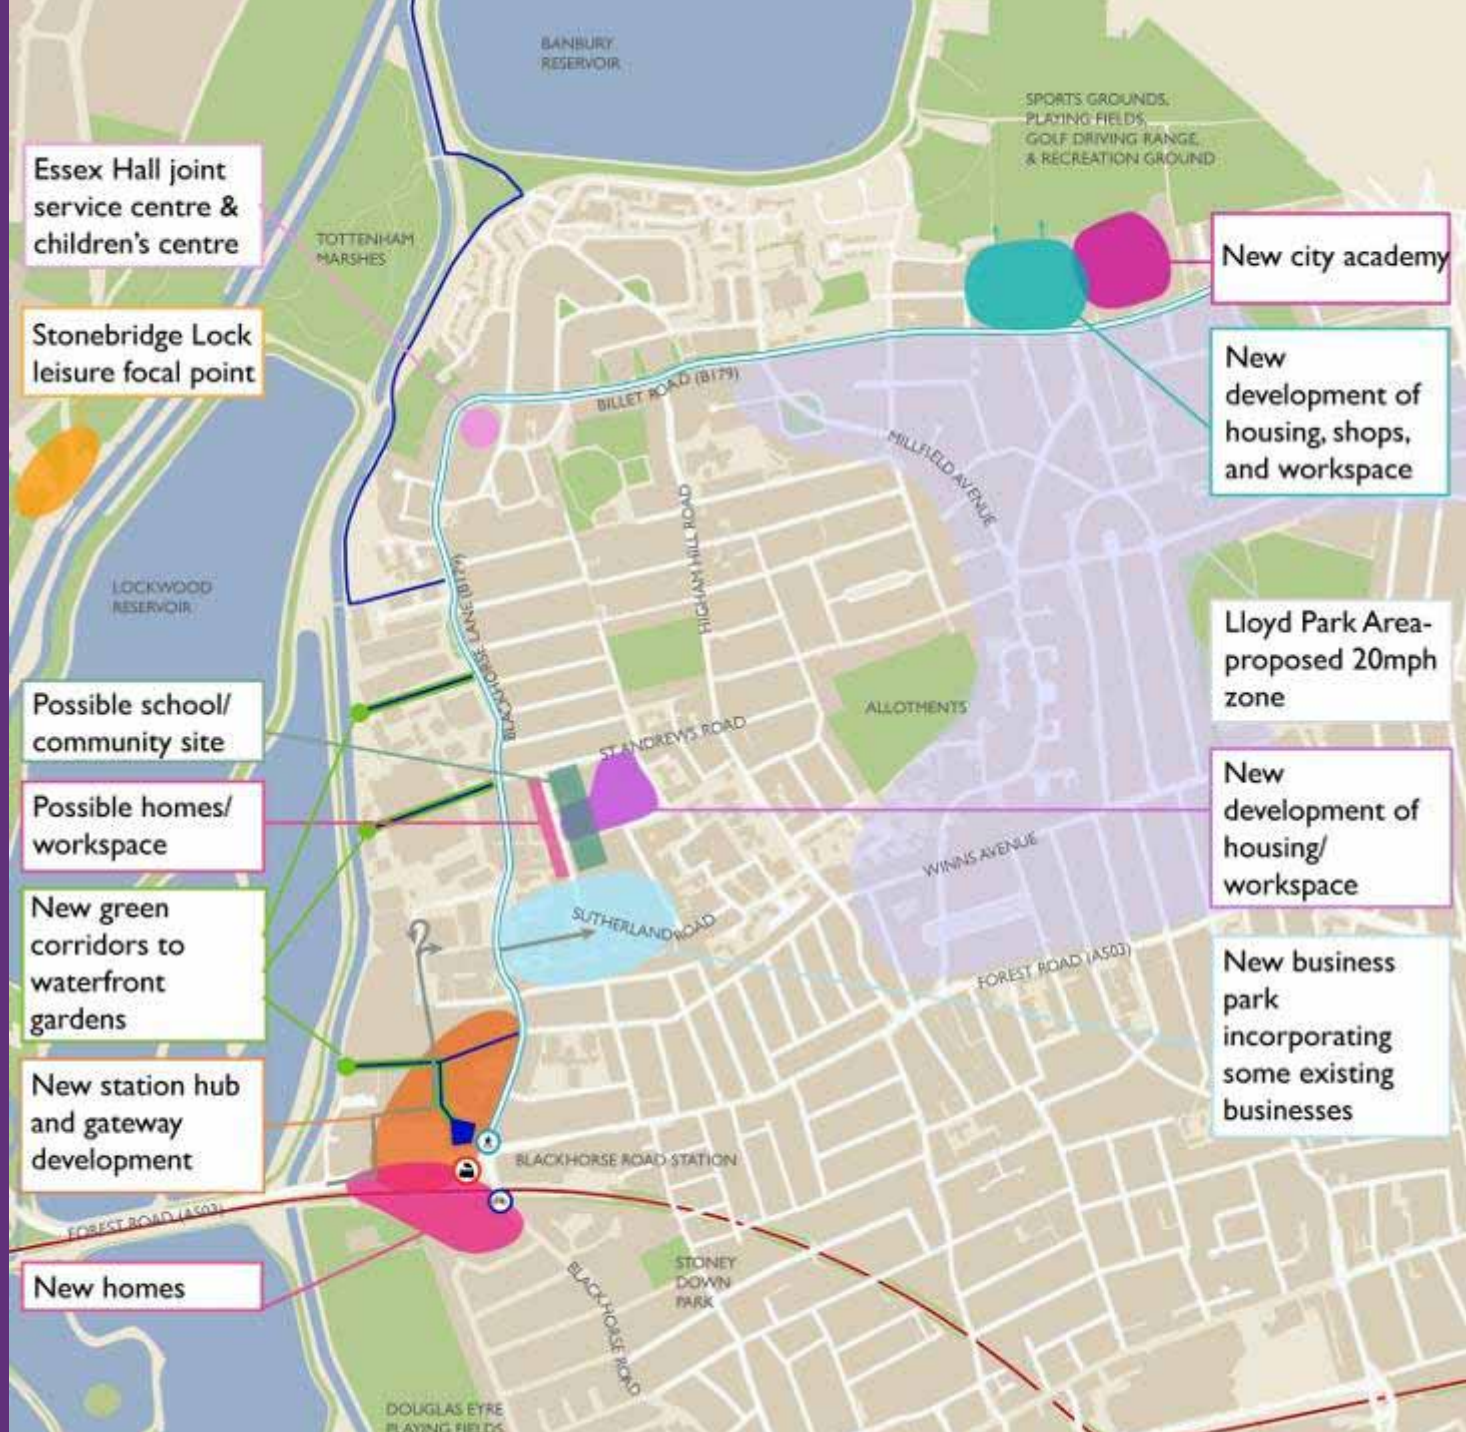 BANBURY
RESERVOIR
SPORTS GROUNDS,
PLAYING FIELDS,
GOLF DRIVING RANGE,
& RECREATION GROUND
Essex Hall joint
service centre &
children's centre
TOTTENHAM
MARSHES
New city academy
Stonebridge Lock
leisure focal point
New
development of
housing, shops,
and workspace
BILLET ROAD (B179)
MILLFIELD AVENUE
HIGHAM HILL ROAD
LOCKWOOD
RESERVOIR
BLACKHORSE LANE (B179)
Lloyd Park Area-
proposed 20mph
zone
Possible school/
community site
ALLOTMENTS
ST ANDREWS ROAD
Possible homes/
workspace
New
development of
housing/
workspace
WINNS AVENUE
New green
corridors to
waterfront
gardens
SUTHERLAND ROAD
FOREST ROAD (A503)
New business
park
incorporating
some existing
businesses
New station hub
and gateway
development
BLACKHORSE ROAD STATION
FOREST ROAD (A503)
New homes
STONEY
DOWN
PARK
BLACKHORSE ROAD
DOUGLAS EYRE
PLAYING FIELDS